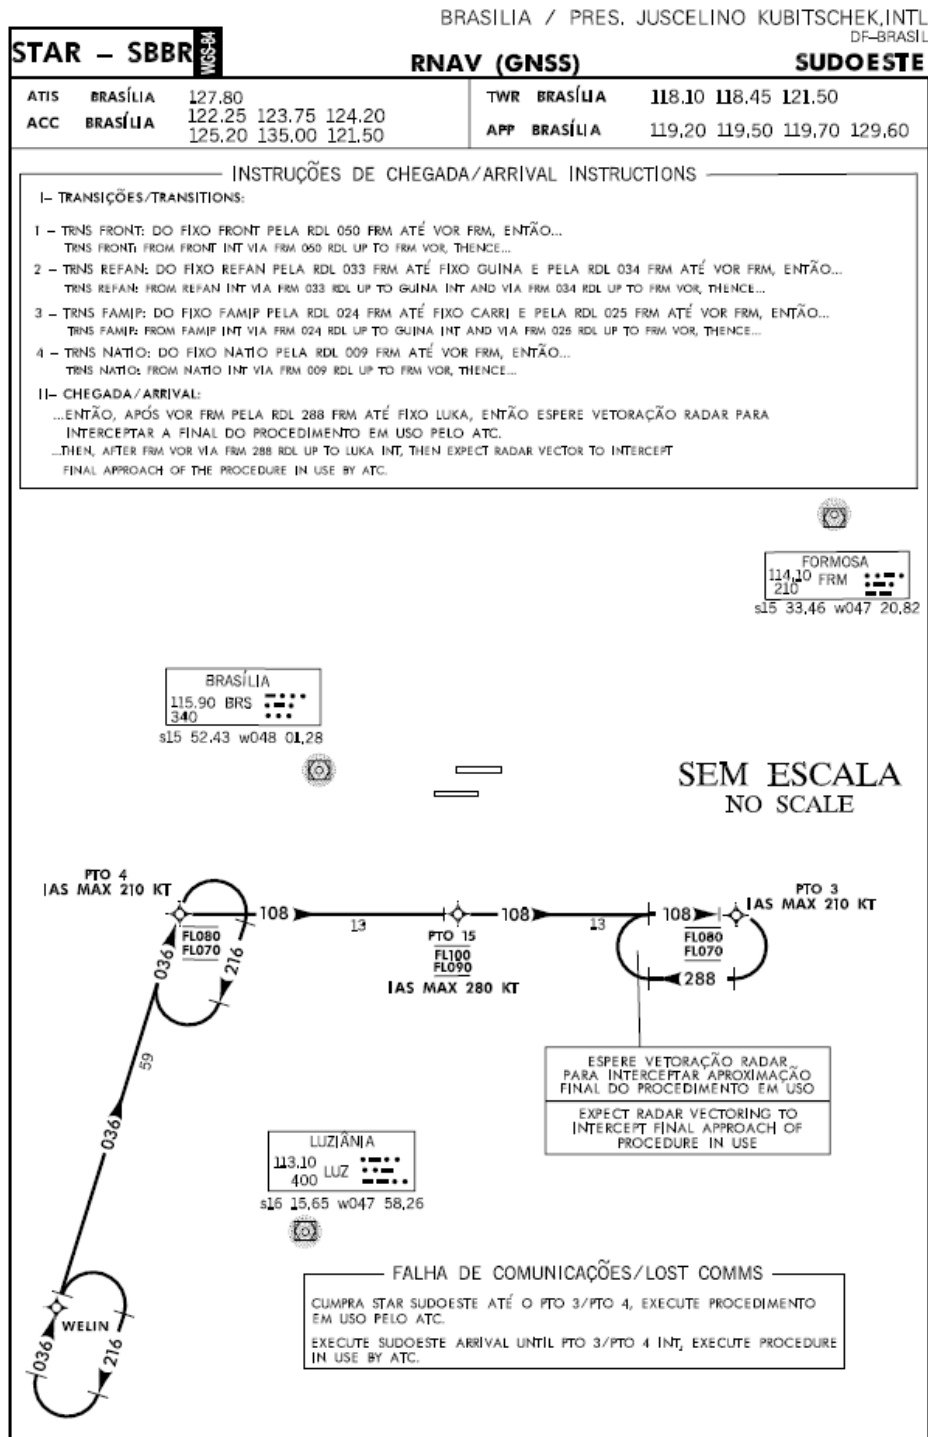 BRASILIA / PRES. JUSCELINO KUBITSCHEK,INTL
DF–BRASIL
STAR – SBBR
WGS-84
RNAV (GNSS)
SUDOESTE
ATIS BRASÍLIA 127.80
ACC BRASÍLIA 122.25 123.75 124.20
125.20 135.00 121.50
TWR BRASÍLIA 118.10 118.45 121.50
APP BRASÍLIA 119,20 119,50 119,70 129,60
INSTRUÇÕES DE CHEGADA/ARRIVAL INSTRUCTIONS
I– TRANSIÇÕES/TRANSITIONS:
1 – TRNS FRONT: DO FIXO FRONT PELA RDL 050 FRM ATÉ VOR FRM, ENTÃO...
TRNS FRONT: FROM FRONT INT VIA FRM 050 RDL UP TO FRM VOR, THENCE...
2 – TRNS REFAN: DO FIXO REFAN PELA RDL 033 FRM ATÉ FIXO GUINA E PELA RDL 034 FRM ATÉ VOR FRM, ENTÃO...
TRNS REFAN: FROM REFAN INT VIA FRM 033 RDL UP TO GUINA INT AND VIA FRM 034 RDL UP TO FRM VOR, THENCE...
3 – TRNS FAMIP: DO FIXO FAMIP PELA RDL 024 FRM ATÉ FIXO CARRI E PELA RDL 025 FRM ATÉ VOR FRM, ENTÃO...
TRNS FAMIP: FROM FAMIP INT VIA FRM 024 RDL UP TO GUINA INT AND VIA FRM 025 RDL UP TO FRM VOR, THENCE...
4 – TRNS NATIO: DO FIXO NATIO PELA RDL 009 FRM ATÉ VOR FRM, ENTÃO...
TRNS NATIO: FROM NATIO INT VIA FRM 009 RDL UP TO FRM VOR, THENCE...
II– CHEGADA/ARRIVAL:
...ENTÃO, APÓS VOR FRM PELA RDL 288 FRM ATÉ FIXO LUKA, ENTÃO ESPERE VETORAÇÃO RADAR PARA
INTERCEPTAR A FINAL DO PROCEDIMENTO EM USO PELO ATC.
...THEN, AFTER FRM VOR VIA FRM 288 RDL UP TO LUKA INT, THEN EXPECT RADAR VECTOR TO INTERCEPT
FINAL APPROACH OF THE PROCEDURE IN USE BY ATC.
FORMOSA
114,10 FRM
210
s15 33,46 w047 20,82
BRASÍLIA
115.90 BRS
340
s15 52.43 w048 01,28
SEM ESCALA
NO SCALE
PTO 4
IAS MAX 210 KT
FL080
FL070
036
216
108
13
PTO 15
FL100
FL090
IAS MAX 280 KT
108
13
108
FL080
FL070
288
PTO 3
IAS MAX 210 KT
59
036
ESPERE VETORAÇÃO RADAR
PARA INTERCEPTAR APROXIMAÇÃO
FINAL DO PROCEDIMENTO EM USO
EXPECT RADAR VECTORING TO
INTERCEPT FINAL APPROACH OF
PROCEDURE IN USE
LUZIÂNIA
113,10
400 LUZ
s16 15,65 w047 58,26
WELIN
036
216
FALHA DE COMUNICAÇÕES/LOST COMMS
CUMPRA STAR SUDOESTE ATÉ O PTO 3/PTO 4, EXECUTE PROCEDIMENTO
EM USO PELO ATC.
EXECUTE SUDOESTE ARRIVAL UNTIL PTO 3/PTO 4 INT, EXECUTE PROCEDURE
IN USE BY ATC.